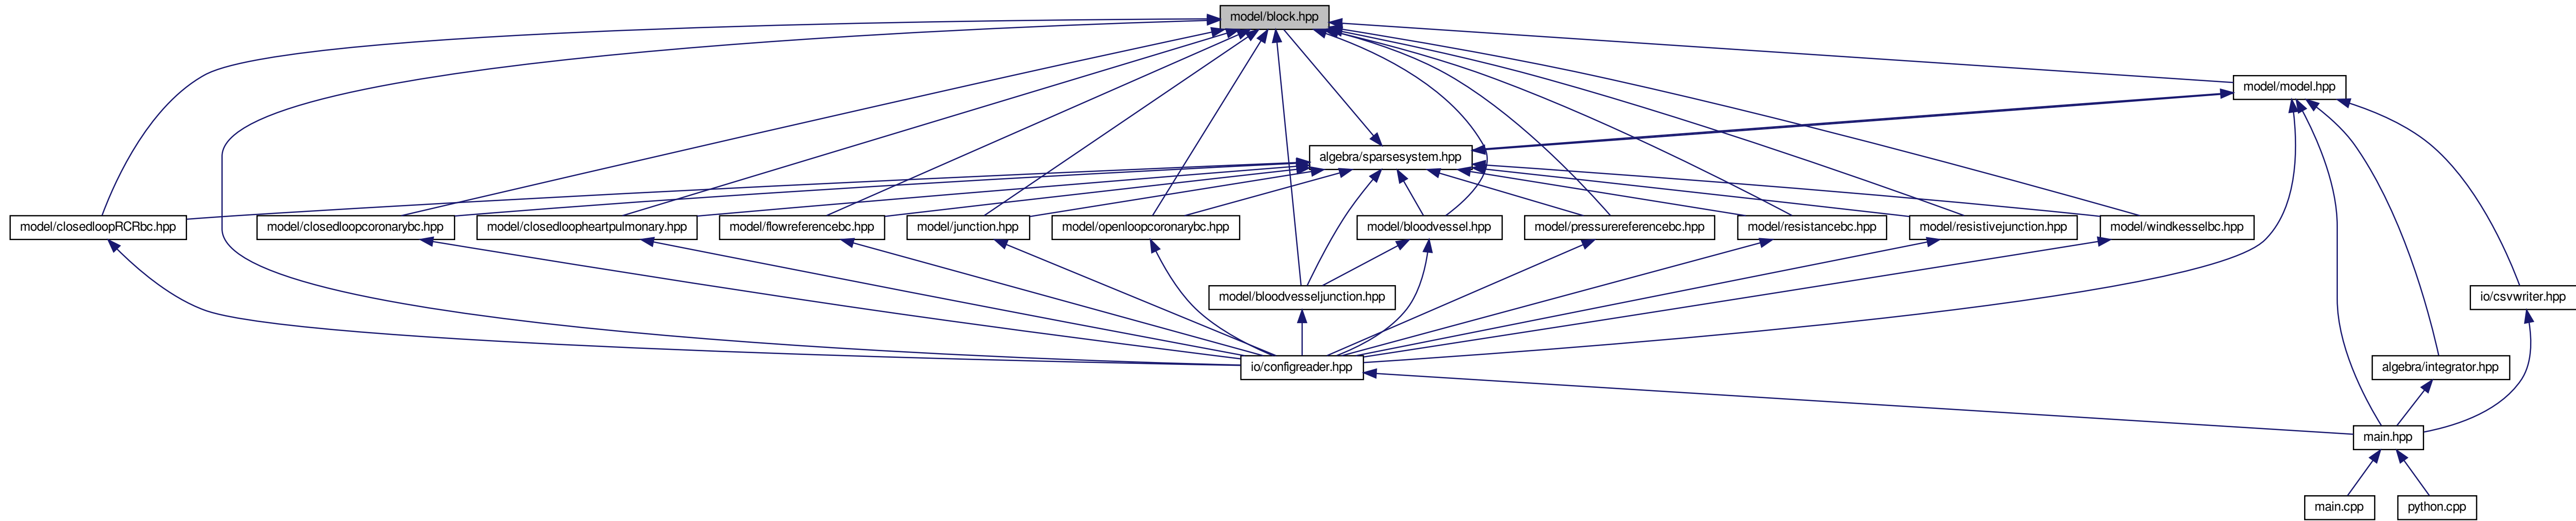 model/block.hpp
model/model.hpp
algebra/sparsesystem.hpp
model/closedloopRCRbc.hpp
model/closedloopcoronarybc.hpp
model/closedloopheartpulmonary.hpp
model/flowreferencebc.hpp
model/junction.hpp
model/openloopcoronarybc.hpp
model/bloodvessel.hpp
model/pressurereferencebc.hpp
model/resistancebc.hpp
model/resistivejunction.hpp
model/windkesselbc.hpp
model/bloodvesseljunction.hpp
io/csvwriter.hpp
io/configreader.hpp
algebra/integrator.hpp
main.hpp
main.cpp
python.cpp